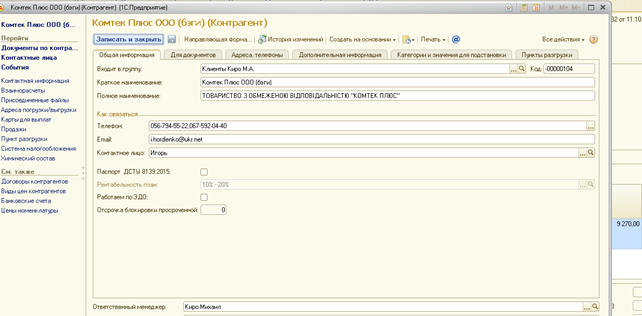 Комтек Плюс ООО (бэги) (Контрагент) (1С:Предприятие)
M M+ M-
Комтек Плюс ООО (бэ...
Перейти
Документы по контра...
Контактные лица
События
Контактная информация
Взаиморасчеты
Присоединенные файлы
Адреса погрузки/выгрузки
Карты для выплат
Продажи
Пункт разгрузки
Система налогообложения
Химический состав
См. также
Договоры контрагентов
Виды цен контрагентов
Банковские счета
Цены номенклатуры
Комтек Плюс ООО (бэги) (Контрагент)
Записать и закрыть
Направляющая форма...
История изменений
Создать на основании
Печать
Все действия
Общая информация
Для документов
Адреса, телефоны
Дополнительная информация
Категории и значения для подстановки
Пункты разгрузки
Входит в группу:
Клиенты Киро М.А.
Код:
-00000104
Краткое наименование:
Комтек Плюс ООО (бэги)
Полное наименование:
ТОВАРИСТВО З ОБМЕЖЕНОЮ ВІДПОВІДАЛЬНІСТЮ "КОМТЕК ПЛЮС"
Как связаться
Телефон:
056-794-55-22,067-592-04-40
Email:
i.hordienko@ukr.net
Контактное лицо:
Игорь
Паспорт ДСТУ 8139:2015:
Рентабельность план:
10% - 20%
Работаем по ЭДО:
Отсрочка блокировки просроченной:
0
Ответственный менеджер:
Киро Михаил
32 от 11.10.
9 270,00